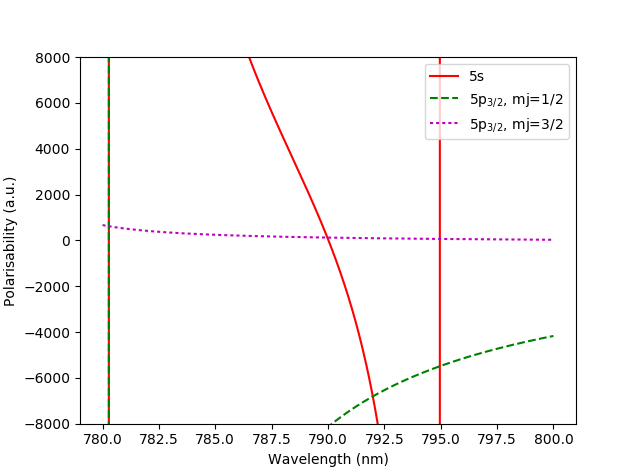 8000
6000
4000
2000
0
−2000
−4000
−6000
−8000
Polarisability (a.u.)
5s
5p3/2, mj=1/2
5p3/2, mj=3/2
780.0 782.5 785.0 787.5 790.0 792.5 795.0 797.5 800.0
Wavelength (nm)